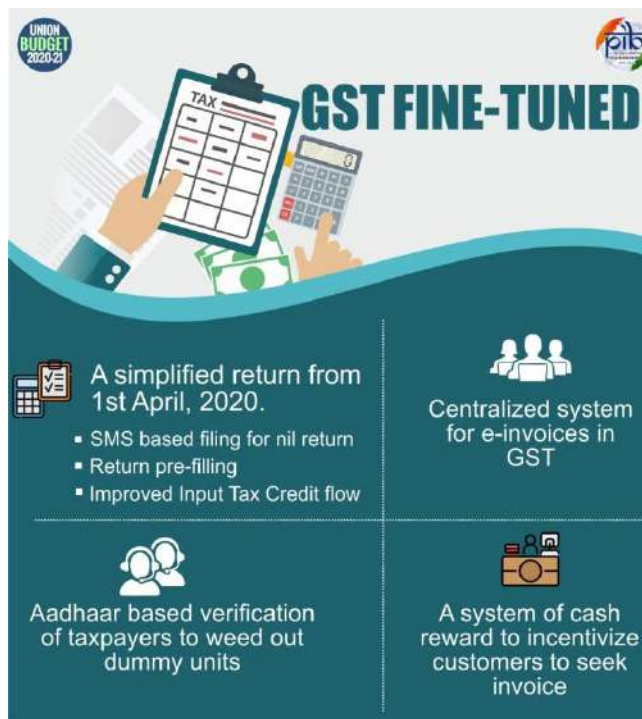 UNION
BUDGET
2020-21
pib
TAX
GST FINE-TUNED
0
A simplified return from
1st April, 2020.
▪ SMS based filing for nil return
▪ Return pre-filling
▪ Improved Input Tax Credit flow
Centralized system
for e-invoices in
GST
Aadhaar based verification
of taxpayers to weed out
dummy units
A system of cash
reward to incentivize
customers to seek
invoice